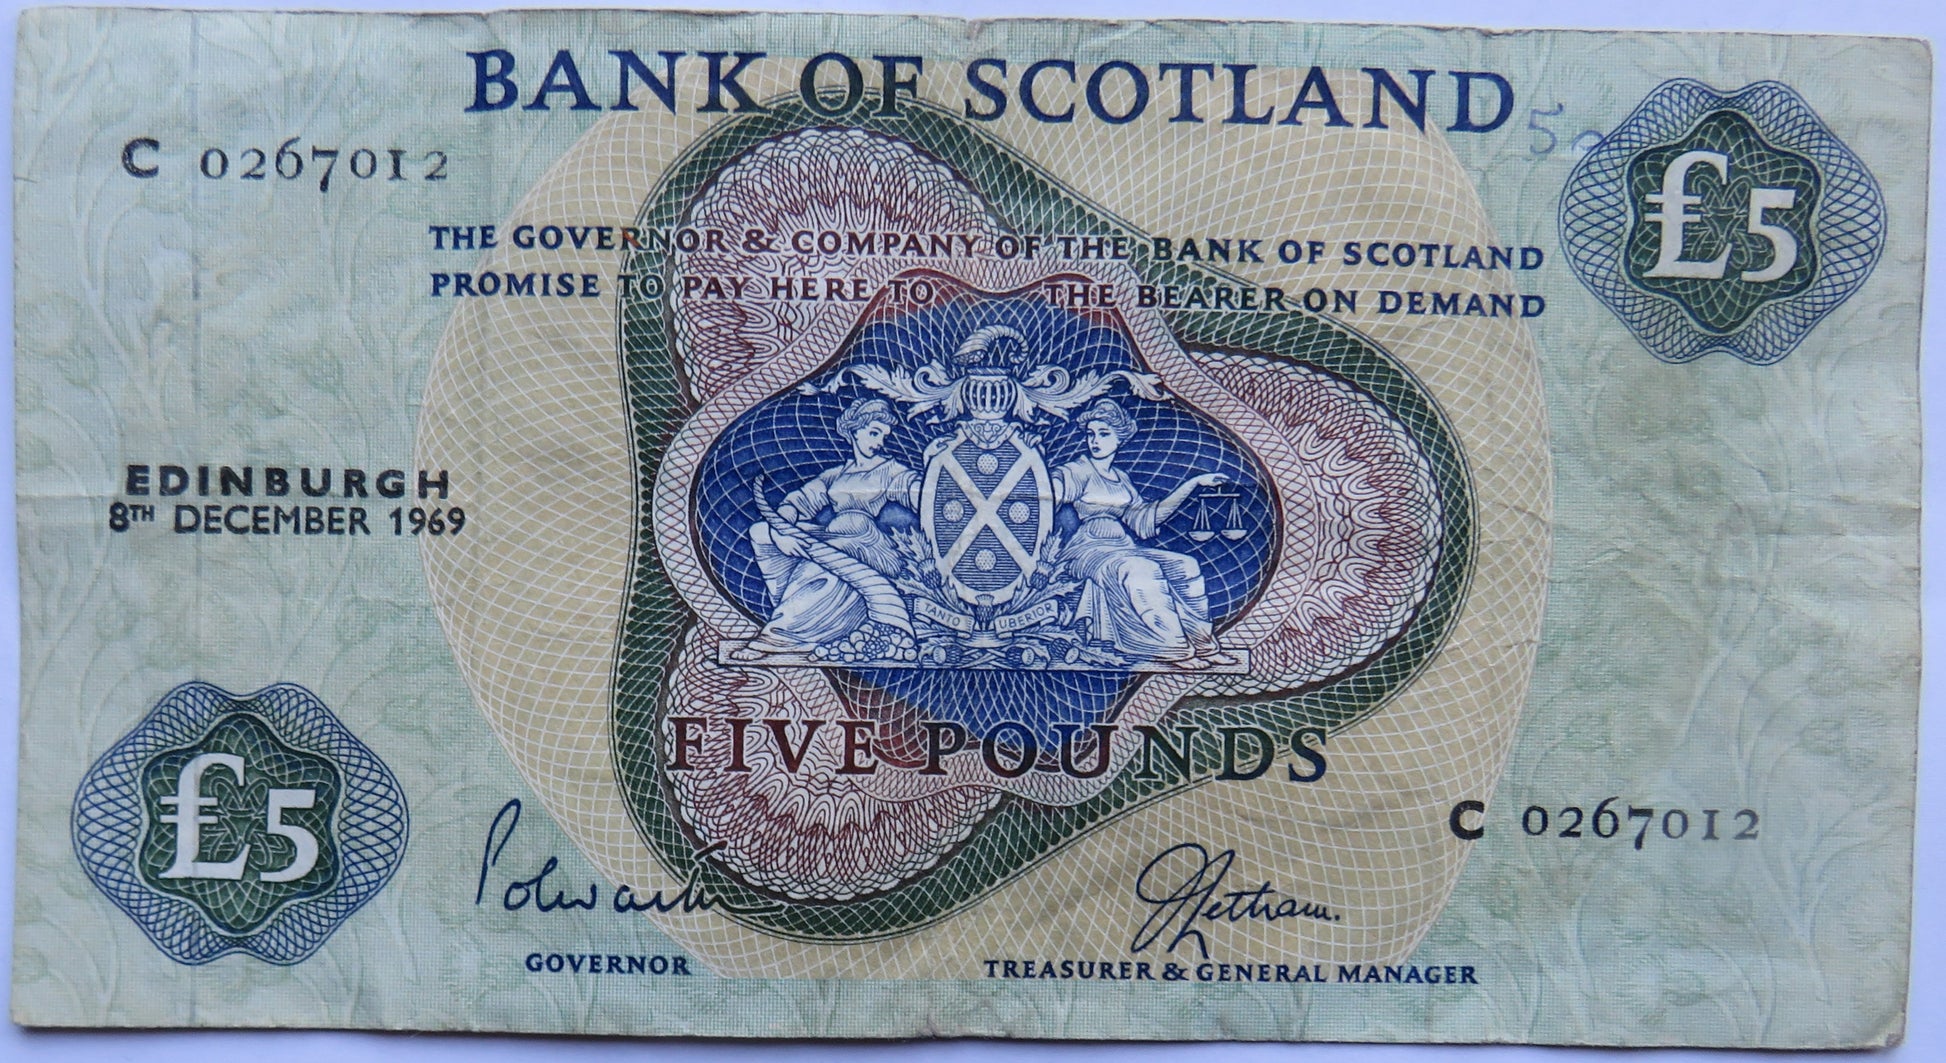 BANK OF SCOTLAND
C 0267012
£5
THE GOVERNOR & COMPANY OF THE BANK OF SCOTLAND
PROMISE TO PAY HERE TO THE BEARER ON DEMAND
EDINBURGH
8TH DECEMBER 1969
TANTO UBERIOR
FIVE POUNDS
£5
C 0267012
Polwarth
GOVERNOR
TREASURER & GENERAL MANAGER